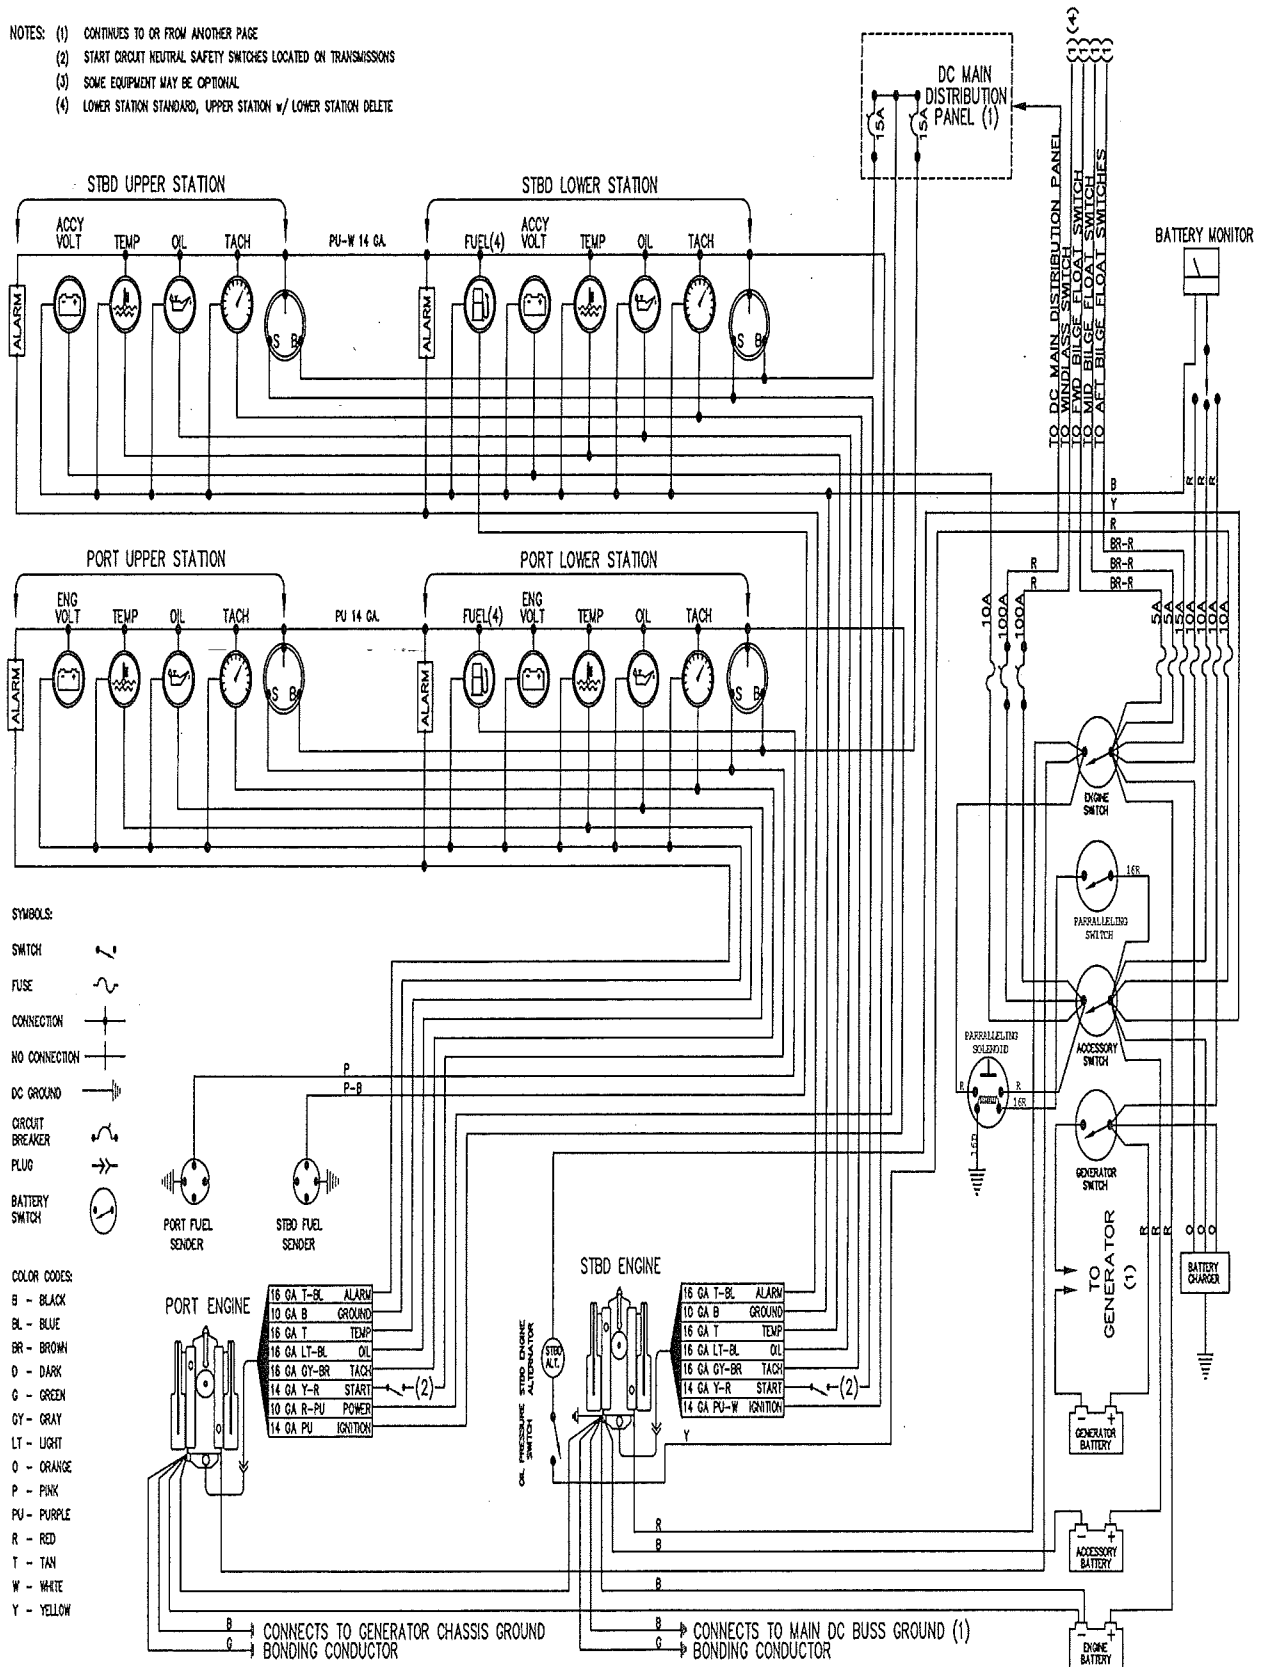 NOTES: (1) CONTINUES TO OR FROM ANOTHER PAGE
(2) START CIRCUIT NEUTRAL SAFETY SWITCHES LOCATED ON TRANSMISSIONS
(3) SOME EQUIPMENT MAY BE OPTIONAL
(4) LOWER STATION STANDARD, UPPER STATION w/ LOWER STATION DELETE
DC MAIN
DISTRIBUTION
PANEL (1)
15A
15A
(1) (4)
(1)
(1)
(1)
TO DC MAIN DISTRIBUTION PANEL
TO WINDLASS SWITCH
TO FWD BILGE FLOAT SWITCH
TO MID BILGE FLOAT SWITCH
TO AFT BILGE FLOAT SWITCHES
BATTERY MONITOR
STBD UPPER STATION
STBD LOWER STATION
ACCY
VOLT
TEMP
OIL
TACH
PU-W 14 GA.
FUEL(4)
ACCY
VOLT
TEMP
OIL
TACH
ALARM
S B
ALARM
S B
R
R
R
B
Y
R
BR-R
BR-R
BR-R
R
R
PORT UPPER STATION
PORT LOWER STATION
ENG
VOLT
TEMP
OIL
TACH
PU 14 GA.
FUEL(4)
ENG
VOLT
TEMP
OIL
TACH
ALARM
S B
ALARM
S B
10A
100A
100A
5A
5A
15A
10A
10A
10A
10A
ENGINE
SWITCH
16R
PARRALLELING
SWITCH
ACCESSORY
SWITCH
PARRALLELING
SOLENOID
R
R
16R
16B
GENERATOR
SWITCH
R
R
R
O
O
O
TO
GENERATOR
(1)
BATTERY
CHARGER
SYMBOLS:
SWITCH
FUSE
CONNECTION
NO CONNECTION
DC GROUND
CIRCUIT
BREAKER
PLUG
BATTERY
SWITCH
P
P-B
PORT FUEL
SENDER
STBD FUEL
SENDER
COLOR CODES:
B - BLACK
BL - BLUE
BR - BROWN
D - DARK
G - GREEN
GY - GRAY
LT - LIGHT
O - ORANGE
P - PINK
PU - PURPLE
R - RED
T - TAN
W - WHITE
Y - YELLOW
PORT ENGINE
16 GA T-BL ALARM
10 GA B GROUND
16 GA T TEMP
16 GA LT-BL OIL
16 GA GY-BR TACH
14 GA Y-R START
(2)
10 GA R-PU POWER
14 GA PU IGNITION
STBD ENGINE
16 GA T-BL ALARM
10 GA B GROUND
16 GA T TEMP
16 GA LT-BL OIL
16 GA GY-BR TACH
14 GA Y-R START
(2)
14 GA PU-W IGNITION
STBD
ALT.
OIL PRESSURE STBD ENGINE
SWITCH ALTERNATOR
Y
R
B
B
- +
GENERATOR
BATTERY
- +
ACCESSORY
BATTERY
- +
ENGINE
BATTERY
B CONNECTS TO GENERATOR CHASSIS GROUND
G BONDING CONDUCTOR
B CONNECTS TO MAIN DC BUSS GROUND (1)
G BONDING CONDUCTOR